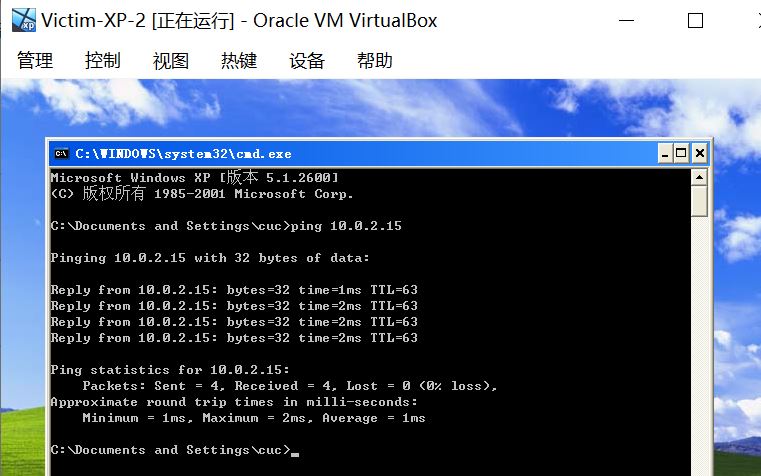 Victim-XP-2 [正在运行] - Oracle VM VirtualBox
管理 控制 视图 热键 设备 帮助
C:\WINDOWS\system32\cmd.exe
Microsoft Windows XP [版本 5.1.2600]
(C) 版权所有 1985-2001 Microsoft Corp.
C:\Documents and Settings\cuc>ping 10.0.2.15
Pinging 10.0.2.15 with 32 bytes of data:
Reply from 10.0.2.15: bytes=32 time=1ms TTL=63
Reply from 10.0.2.15: bytes=32 time=2ms TTL=63
Reply from 10.0.2.15: bytes=32 time=2ms TTL=63
Reply from 10.0.2.15: bytes=32 time=2ms TTL=63
Ping statistics for 10.0.2.15:
    Packets: Sent = 4, Received = 4, Lost = 0 (0% loss),
Approximate round trip times in milli-seconds:
    Minimum = 1ms, Maximum = 2ms, Average = 1ms
C:\Documents and Settings\cuc>_